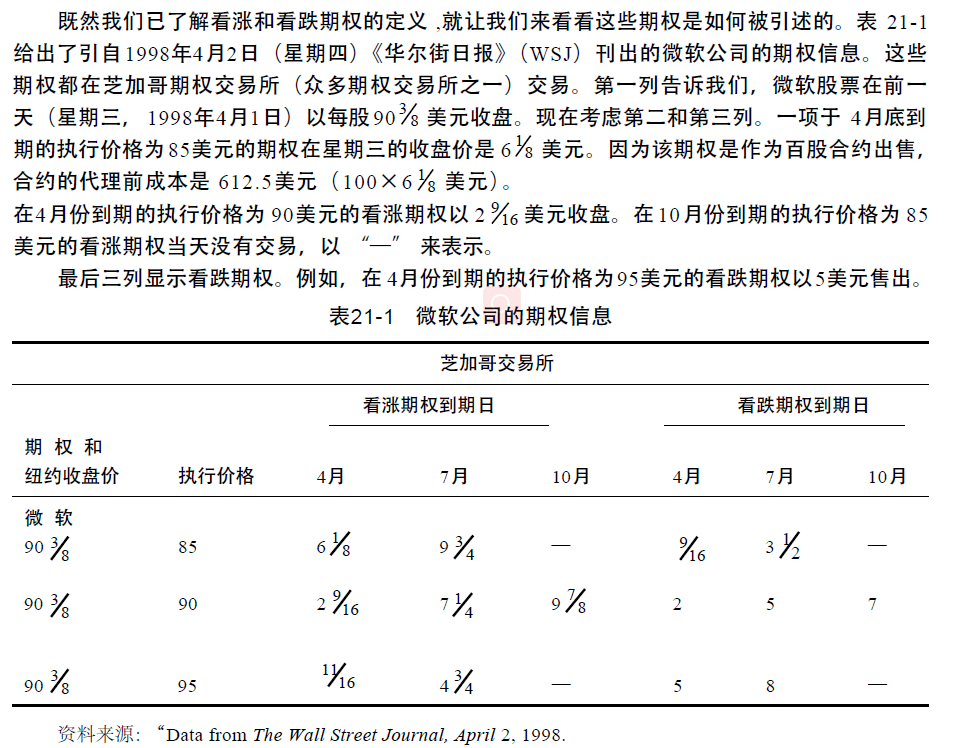 既然我们已了解看涨和看跌期权的定义,就让我们来看看这些期权是如何被引述的。表 21-1
给出了引自1998年4月2日（星期四）《华尔街日报》（WSJ）刊出的微软公司的期权信息。这些
期权都在芝加哥期权交易所（众多期权交易所之一）交易。第一列告诉我们，微软股票在前一
天（星期三， 1998年4月1日）以每股90 3/8 美元收盘。现在考虑第二和第三列。一项于 4月底到
期的执行价格为85美元的期权在星期三的收盘价是 6 1/8 美元。因为该期权是作为百股合约出售，
合约的代理前成本是 612.5美元（100×6 1/8 美元）。
在4月份到期的执行价格为 90美元的看涨期权以 2 9/16 美元收盘。在10月份到期的执行价格为 85
美元的看涨期权当天没有交易，以 “—” 来表示。
最后三列显示看跌期权。例如，在 4月份到期的执行价格为95美元的看跌期权以5美元售出。
表21-1 微软公司的期权信息
芝加哥交易所
看涨期权到期日 看跌期权到期日
期 权 和
纽约收盘价 执行价格 4月 7月 10月 4月 7月 10月
微 软
90 3/8 85 6 1/8 9 3/4 — 9/16 3 1/2 —
90 3/8 90 2 9/16 7 1/4 9 7/8 2 5 7
90 3/8 95 11/16 4 3/4 — 5 8 —
资料来源：“Data from The Wall Street Journal, April 2, 1998.